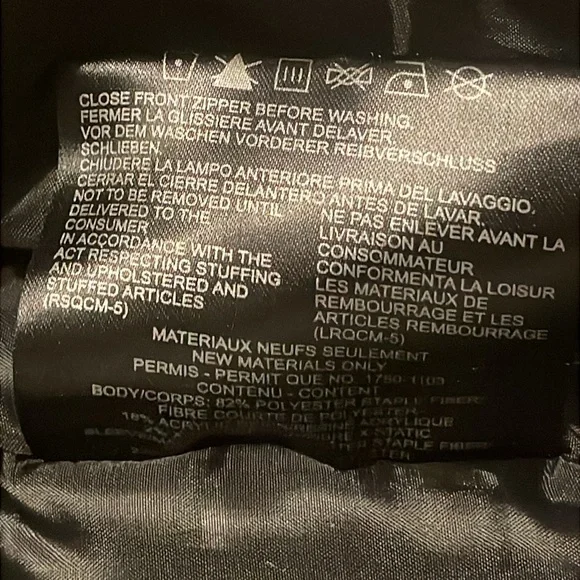 CLOSE FRONT ZIPPER BEFORE WASHING.
FERMER LA GLISSIERE AVANT DELAVER.
VOR DEM WASCHEN VORDERER REIBVERSCHLUSS
SCHLIEBEN.
CHIUDERE LA LAMPO ANTERIORE PRIMA DEL LAVAGGIO.
CERRAR EL CIERRE DELANTERO ANTES DE LAVAR.
NOT TO BE REMOVED UNTIL
DELIVERED TO THE
CONSUMER
IN ACCORDANCE WITH THE
ACT RESPECTING STUFFING
AND UPHOLSTERED AND
STUFFED ARTICLES
(RSQCM-5)
NE PAS ENLEVER AVANT LA
LIVRAISON AU
CONSOMMATEUR
CONFORMENTA LA LOISUR
LES MATERIAUX DE
REMBOURRAGE ET LES
ARTICLES REMBOURRAGE
(LRQCM-5)
MATERIAUX NEUFS SEULEMENT
NEW MATERIALS ONLY
PERMIS - PERMIT QUE NO. 1780-1103
CONTENU - CONTENT
BODY/CORPS: 82% POLYESTER STAPLE FIBER
FIBRE COURTE DE POLYESTER
18% ACRYLIC
STAPLE FIBER